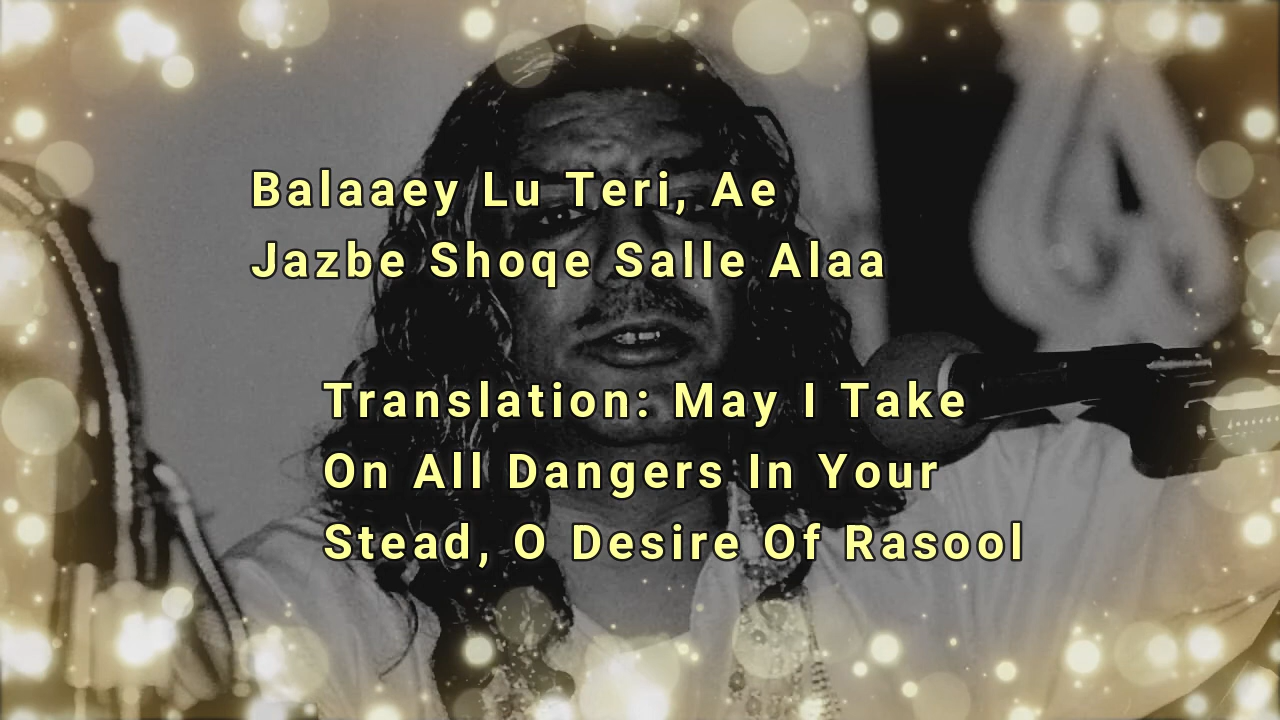 Balaaey Lu Teri, Ae
Jazbe Shoqe Salle Alaa
Translation: May I Take
On All Dangers In Your
Stead, O Desire Of Rasool